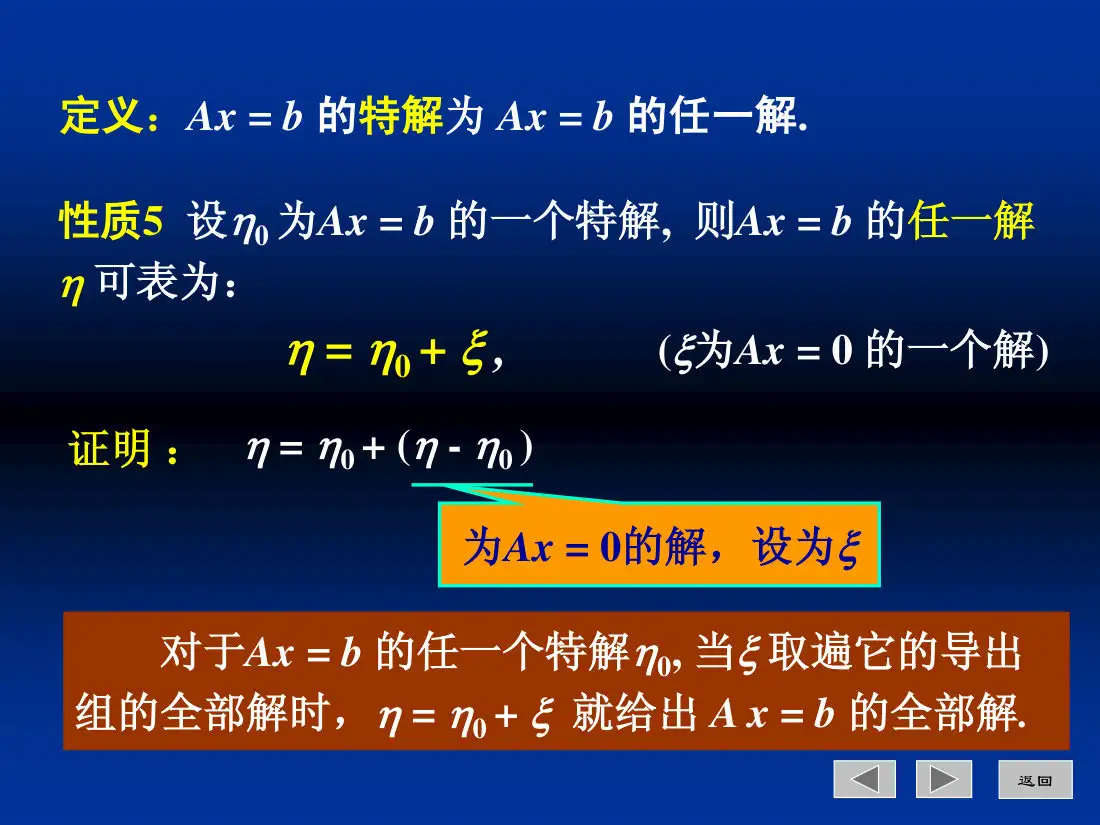 定义：Ax = b 的特解为 Ax = b 的任一解.
性质5 设η₀为Ax = b 的一个特解, 则Ax = b 的任一解
η 可表为：
η = η₀ + ξ , (ξ为Ax = 0 的一个解)
证明： η = η₀ + (η - η₀)
为Ax = 0的解，设为ξ
对于Ax = b 的任一个特解η₀, 当ξ取遍它的导出
组的全部解时，η = η₀ + ξ 就给出 A x = b 的全部解.
返回